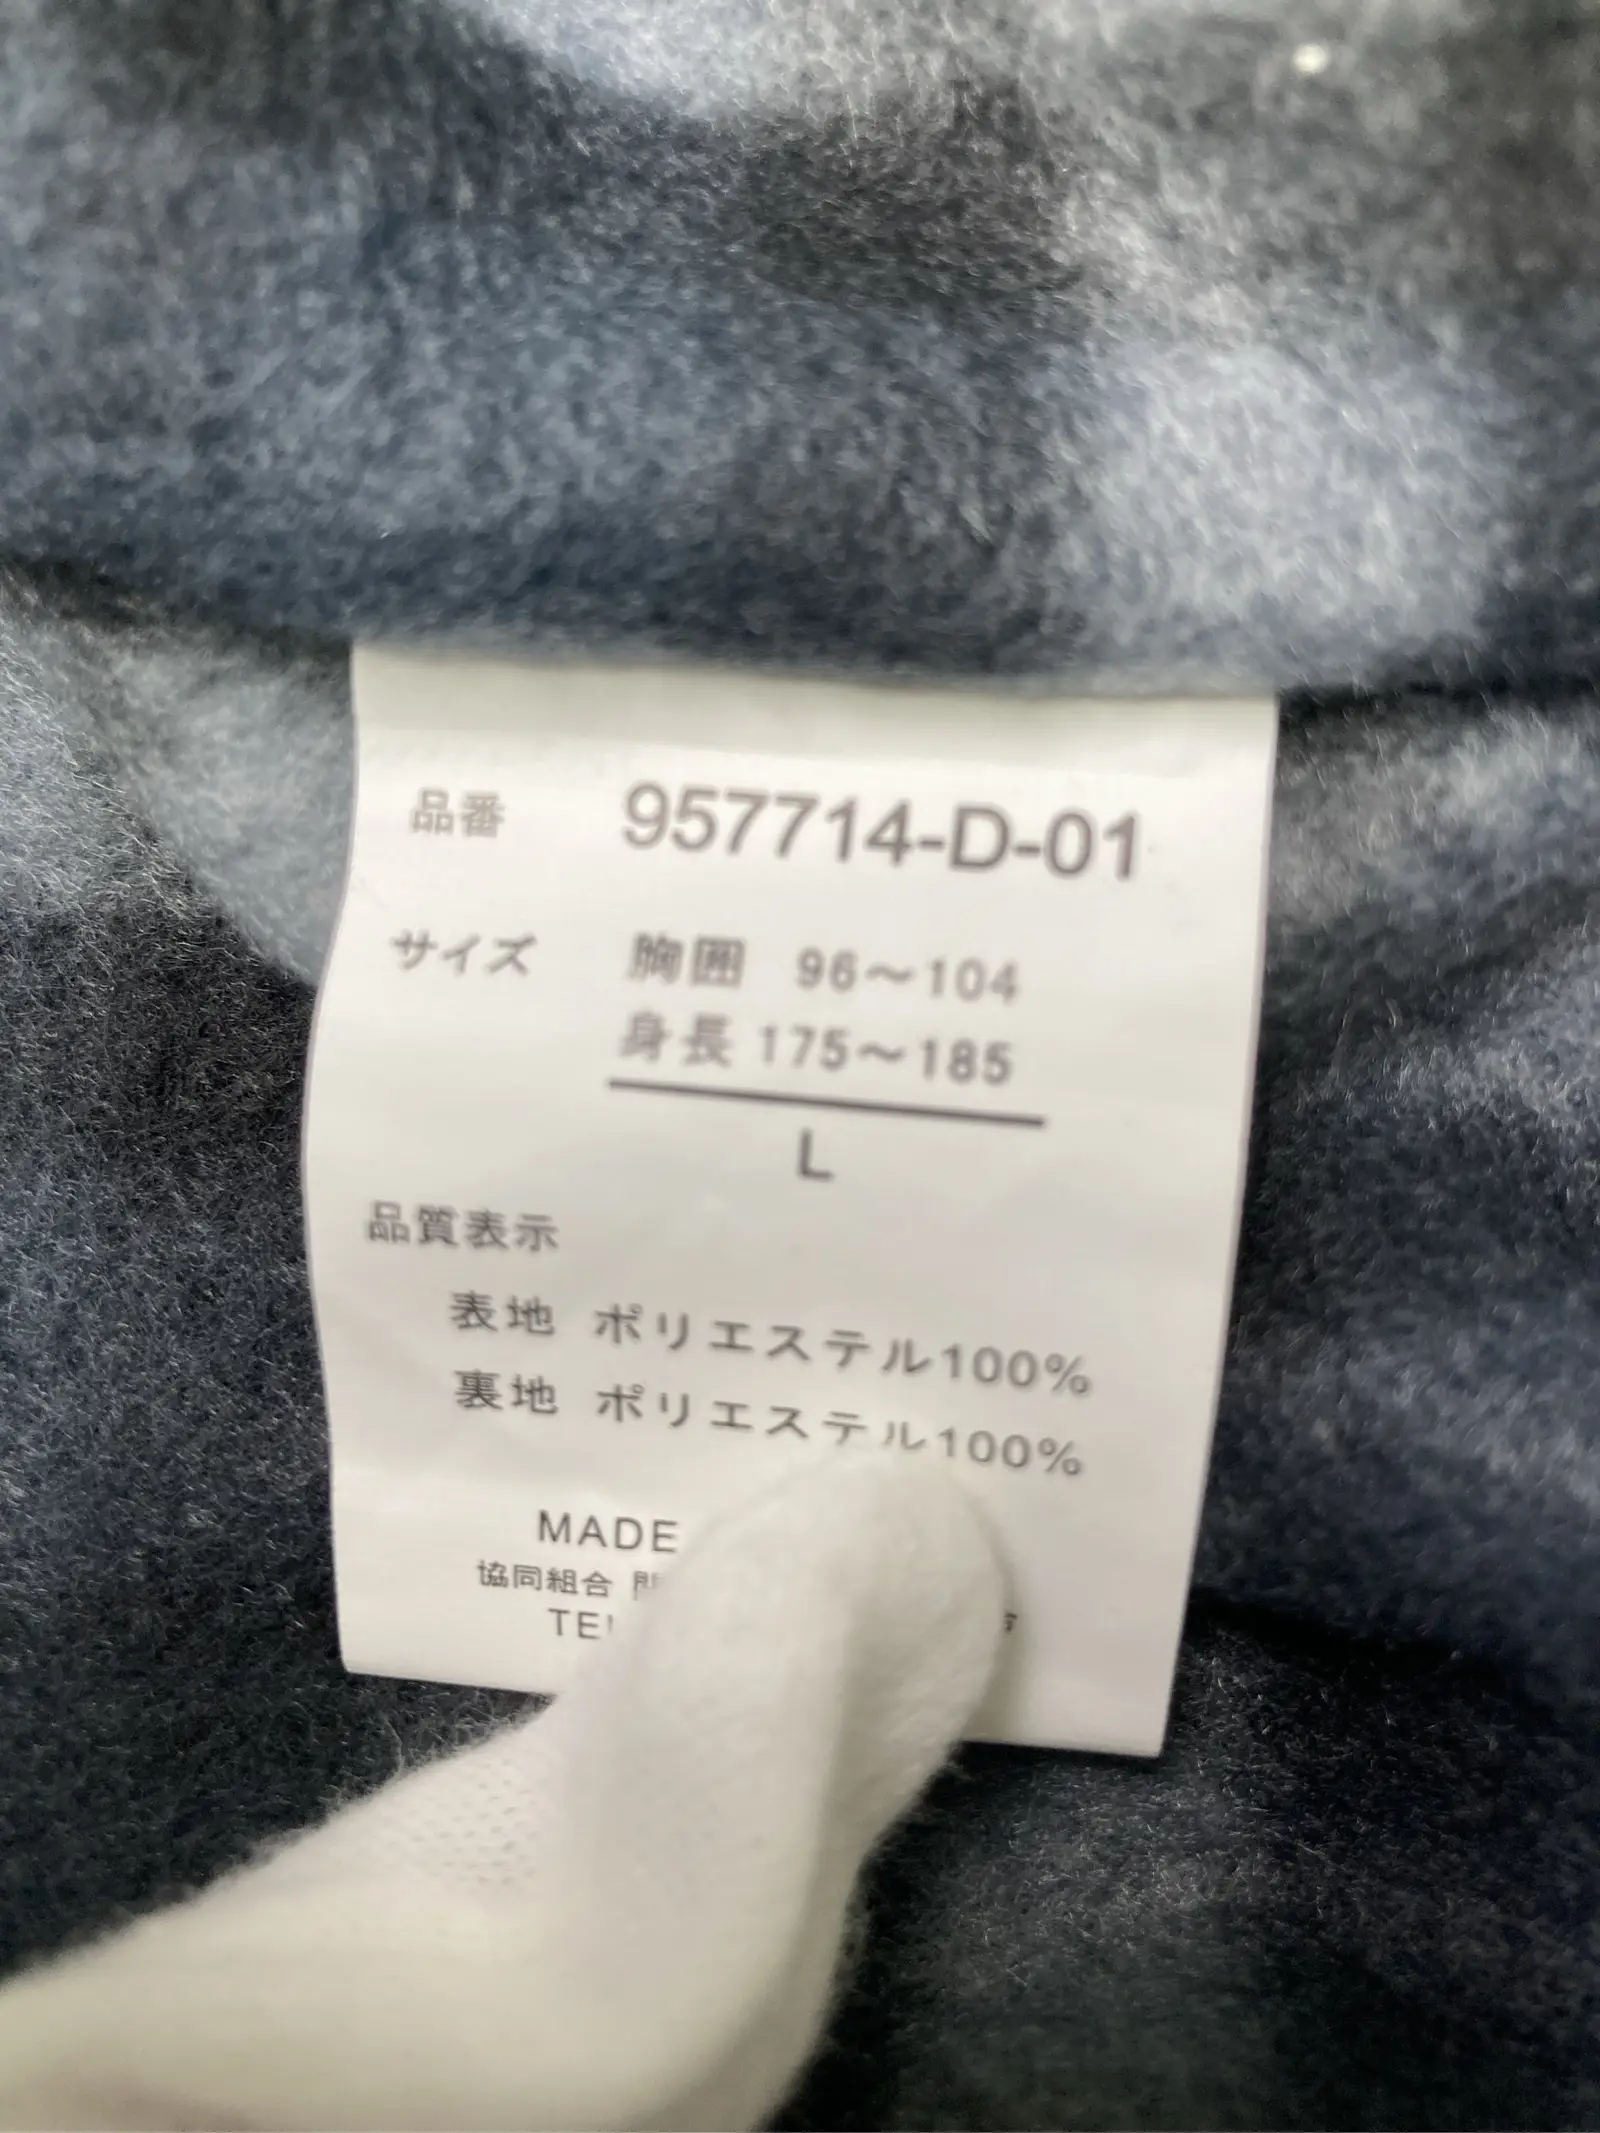 品番 957714-D-01
サイズ 胸囲 96～104
身長 175～185
L
品質表示
表地 ポリエステル100%
裏地 ポリエステル100%
MADE
協同組合